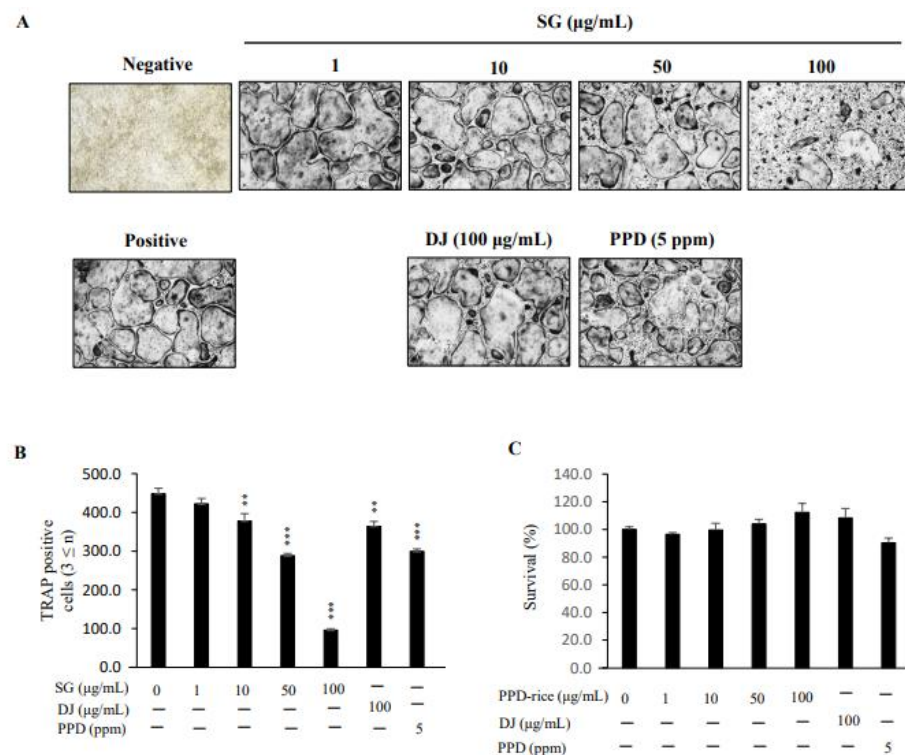 A
SG (µg/mL)
Negative 1 10 50 100
Positive DJ (100 µg/mL) PPD (5 ppm)
B
500.0
400.0
300.0
200.0
100.0
0.0
TRAP positive
cells (3 ≤ n)
** *** *** ** ***
SG (µg/mL) 0 1 10 50 100 — —
DJ (µg/mL) — — — — — 100 —
PPD (ppm) — — — — — — 5
C
140.0
120.0
100.0
80.0
60.0
40.0
20.0
0.0
Survival (%)
PPD-rice (µg/mL) 0 1 10 50 100 — —
DJ (µg/mL) — — — — — 100 —
PPD (ppm) — — — — — — 5